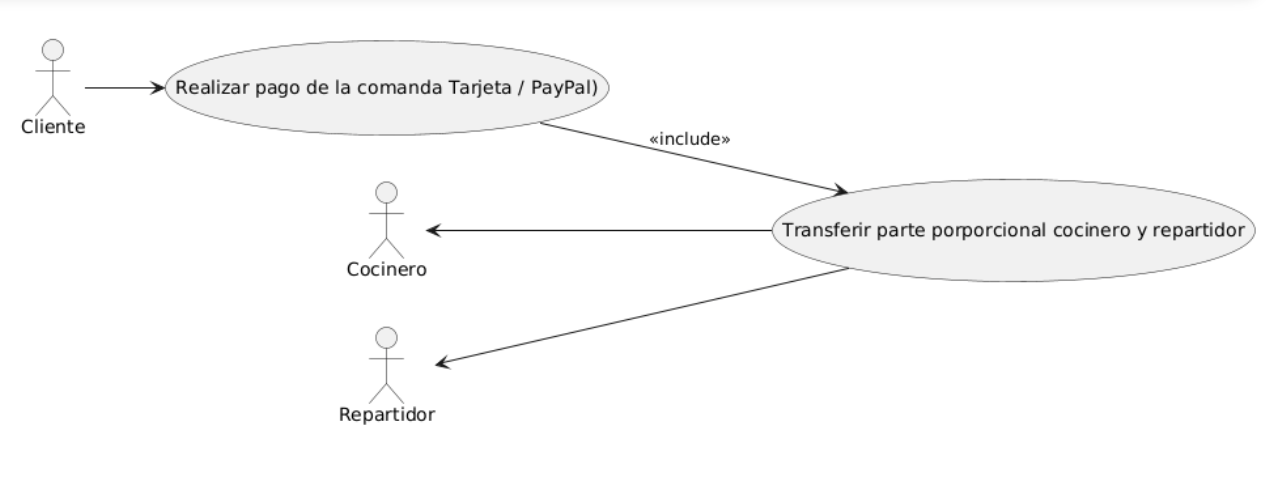 Realizar pago de la comanda Tarjeta / PayPal)
Cliente
«include»
Transferir parte porporcional cocinero y repartidor
Cocinero
Repartidor